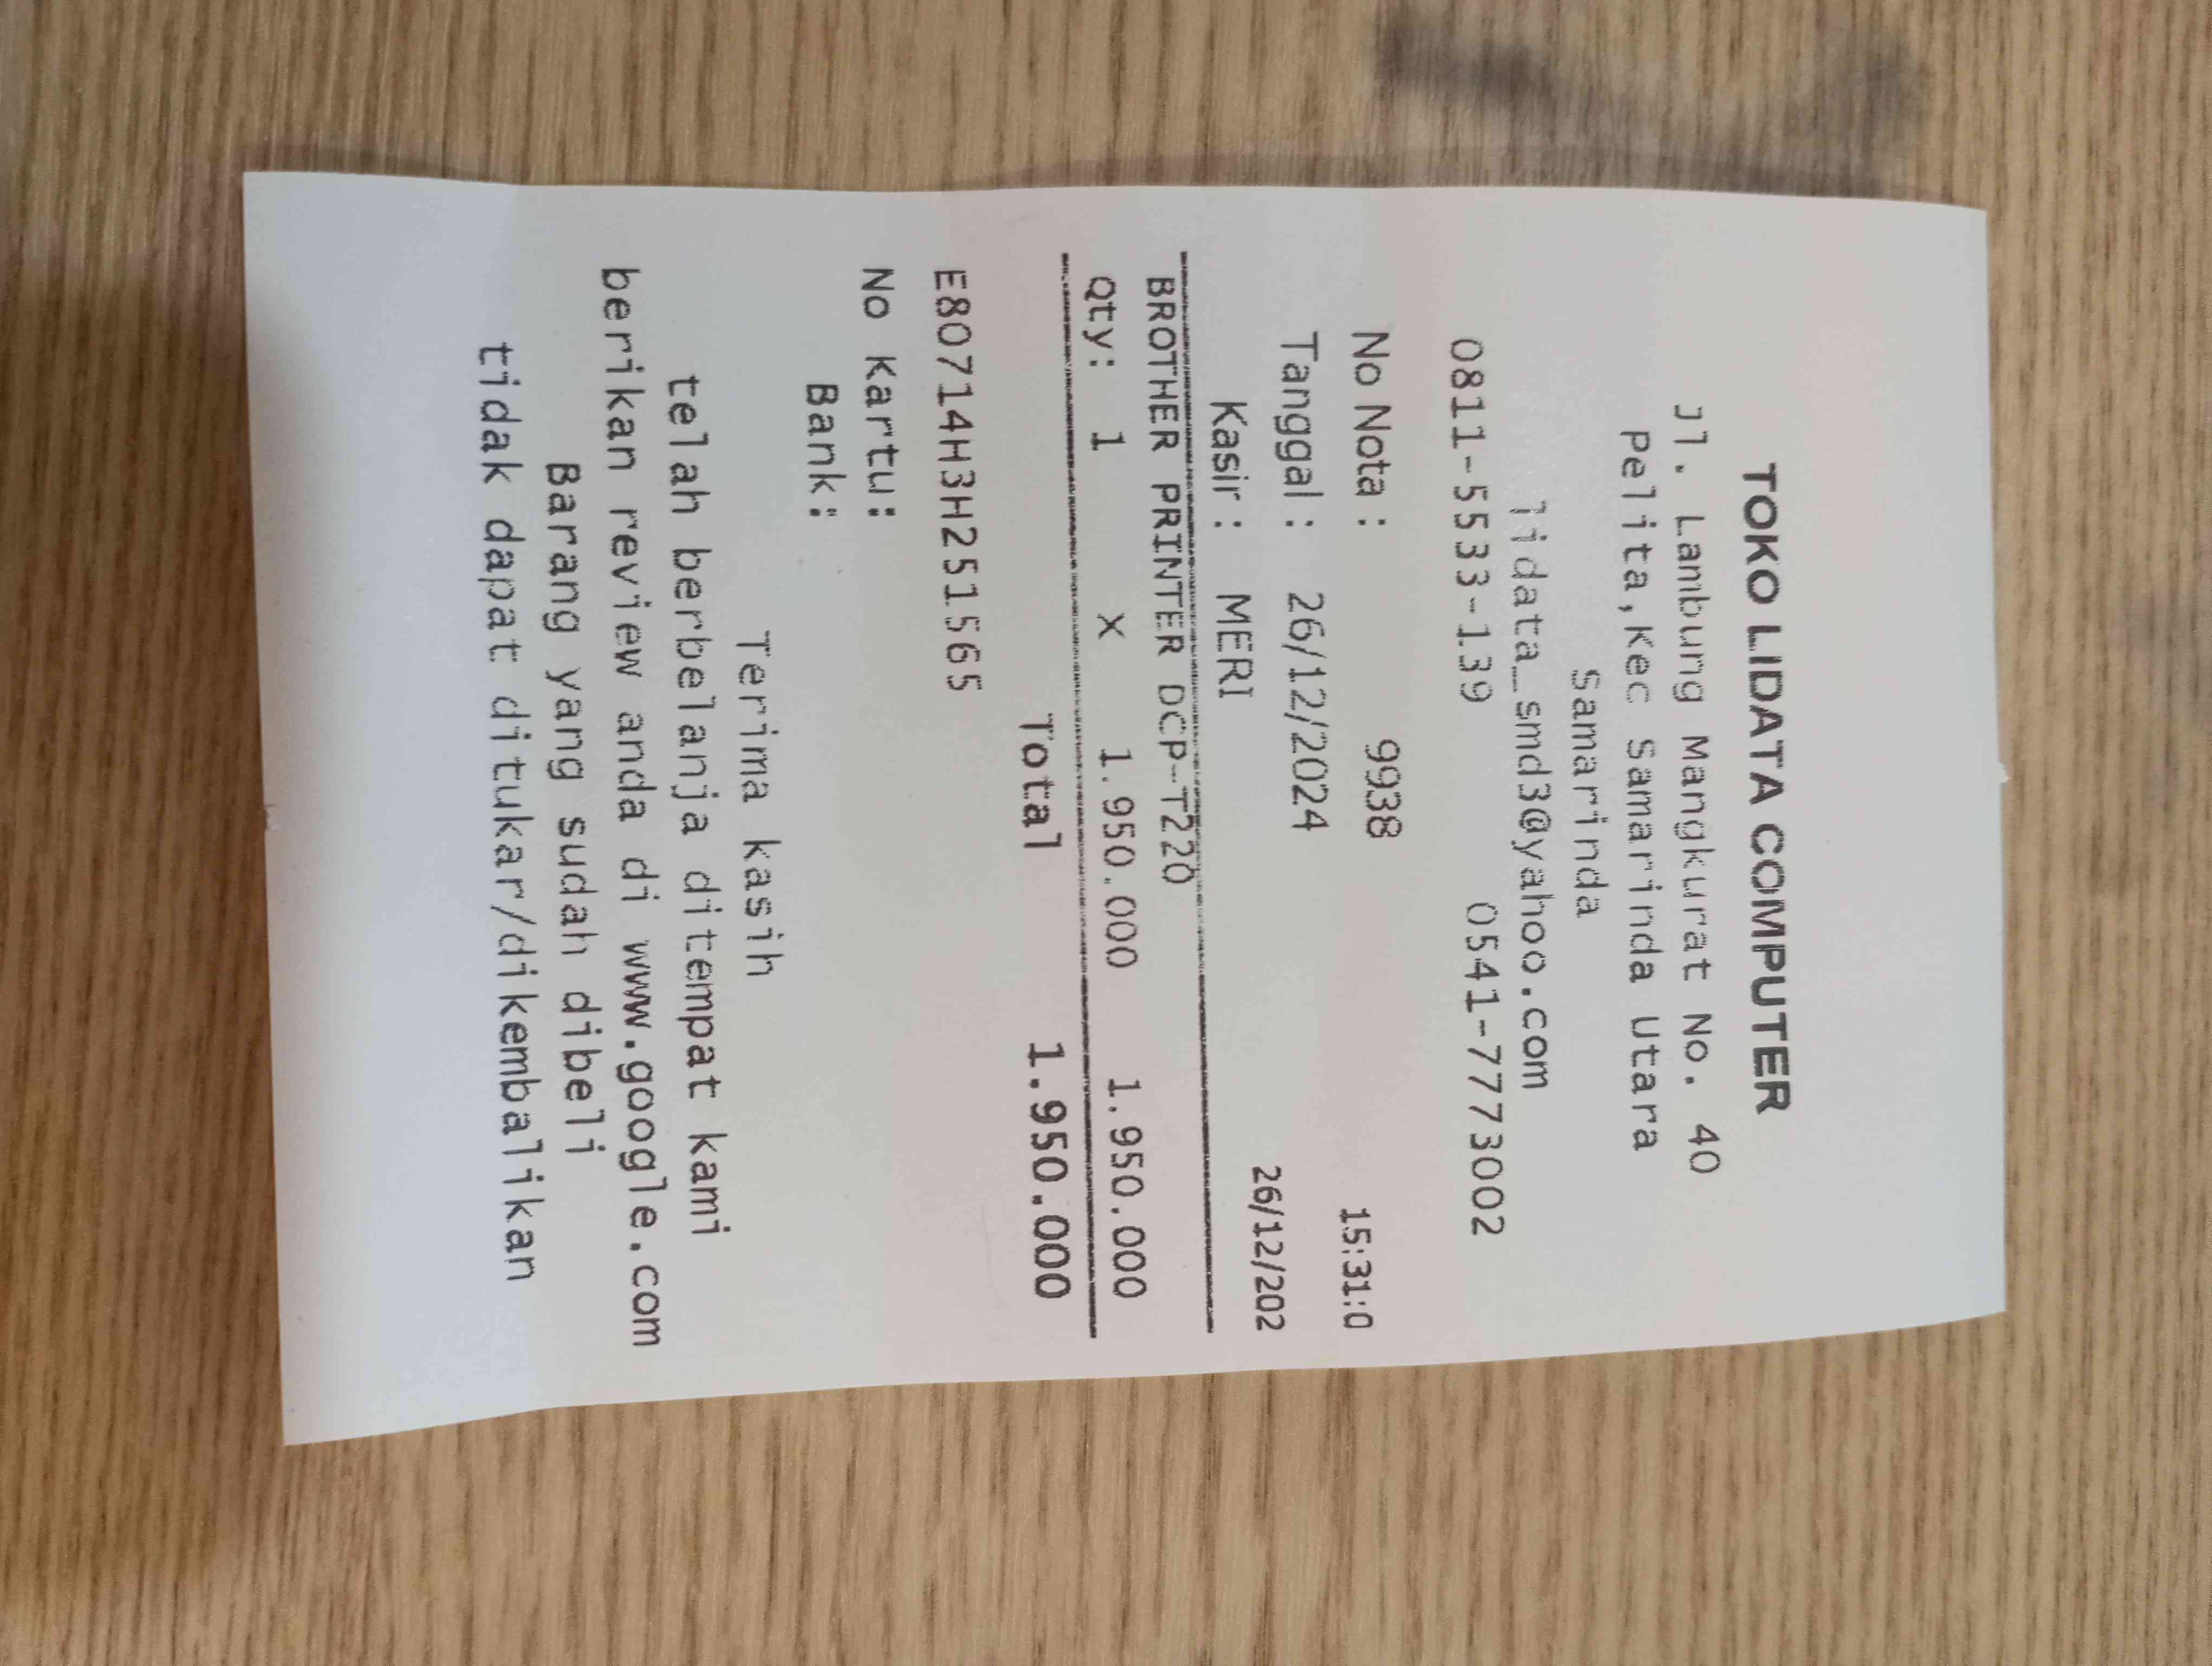 TOKO LIDATA COMPUTER
Jl. Lambung Mangkurat No. 40
Pelita,Kec Samarinda Utara
Samarinda
lidata_smd3@yahoo.com
0811-5533-139 0541-7773002
No Nota : 9938 15:31:0
Tanggal : 26/12/2024
Kasir : MERI 26/12/202
BROTHER PRINTER DCP-T220
Qty: 1 x 1.950.000 1.950.000
Total 1.950.000
E80714H3H251565
No Kartu:
Bank:
Terima kasih
telah berbelanja ditempat kami
berikan review anda di www.google.com
Barang yang sudah dibeli
tidak dapat ditukar/dikembalikan